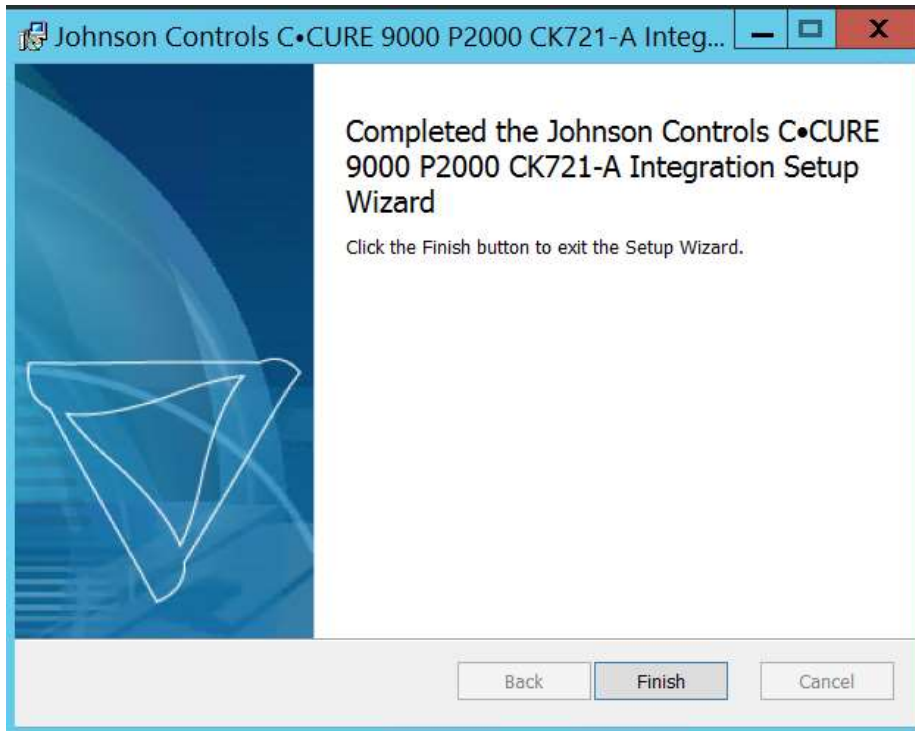 Johnson Controls C•CURE 9000 P2000 CK721-A Integ...
Completed the Johnson Controls C•CURE
9000 P2000 CK721-A Integration Setup
Wizard
Click the Finish button to exit the Setup Wizard.
Back
Finish
Cancel